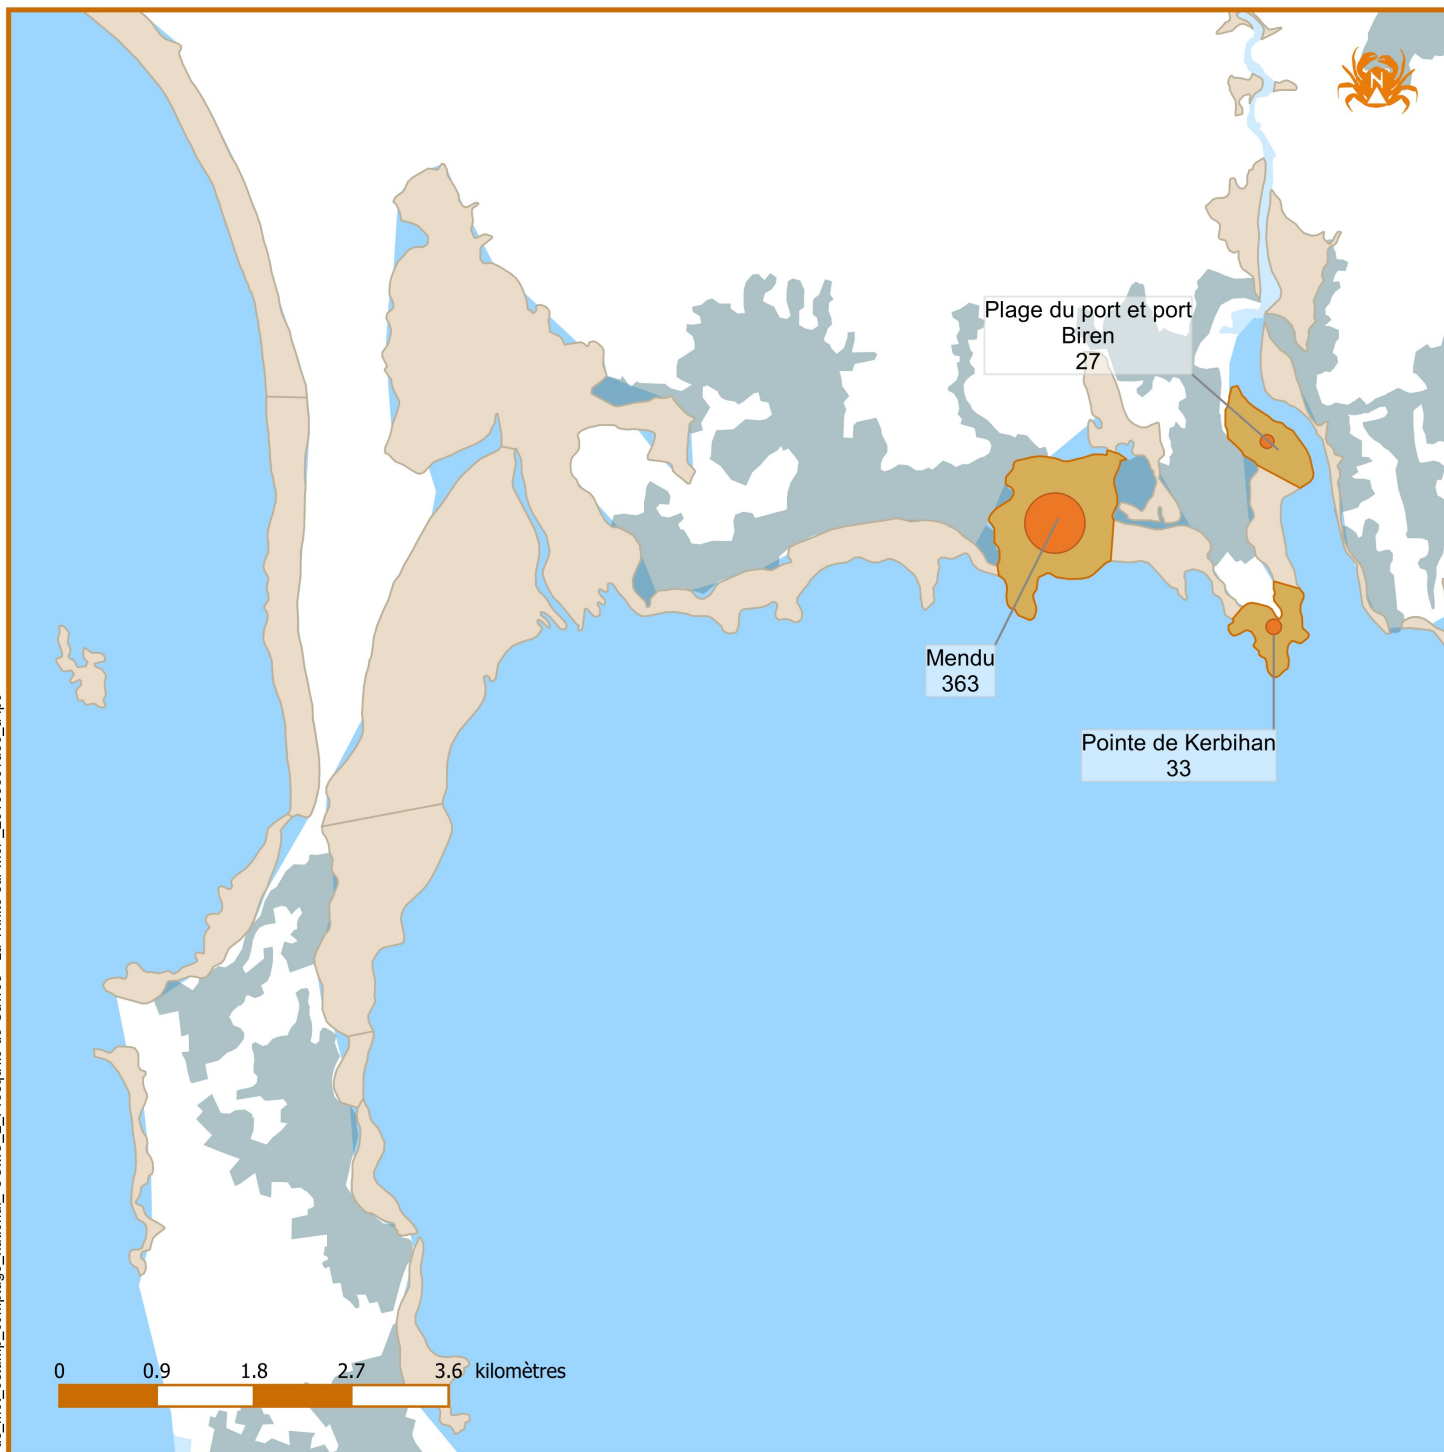 N
Plage du port et port
Biren
27
Mendu
363
Pointe de Kerbihan
33
0 0.9 1.8 2.7 3.6 kilomètres